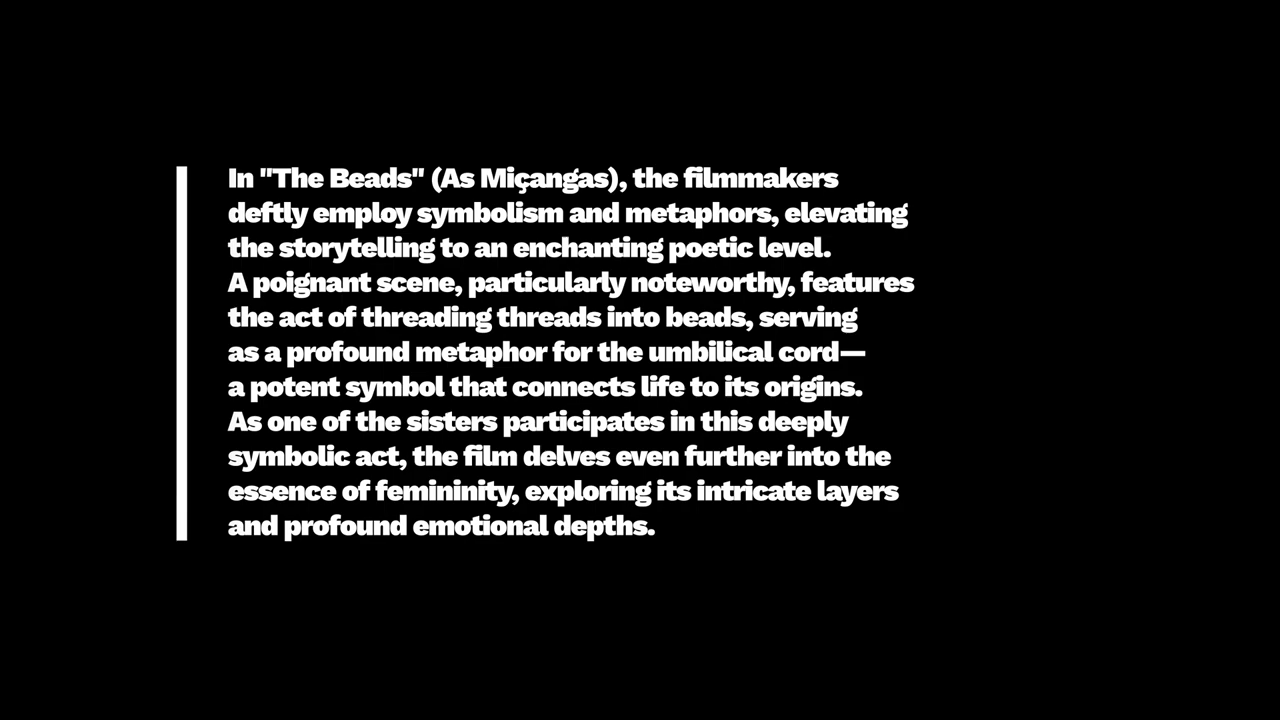 In "The Beads" (As Miçangas), the filmmakers
deftly employ symbolism and metaphors, elevating
the storytelling to an enchanting poetic level.
A poignant scene, particularly noteworthy, features
the act of threading threads into beads, serving
as a profound metaphor for the umbilical cord—
a potent symbol that connects life to its origins.
As one of the sisters participates in this deeply
symbolic act, the film delves even further into the
essence of femininity, exploring its intricate layers
and profound emotional depths.